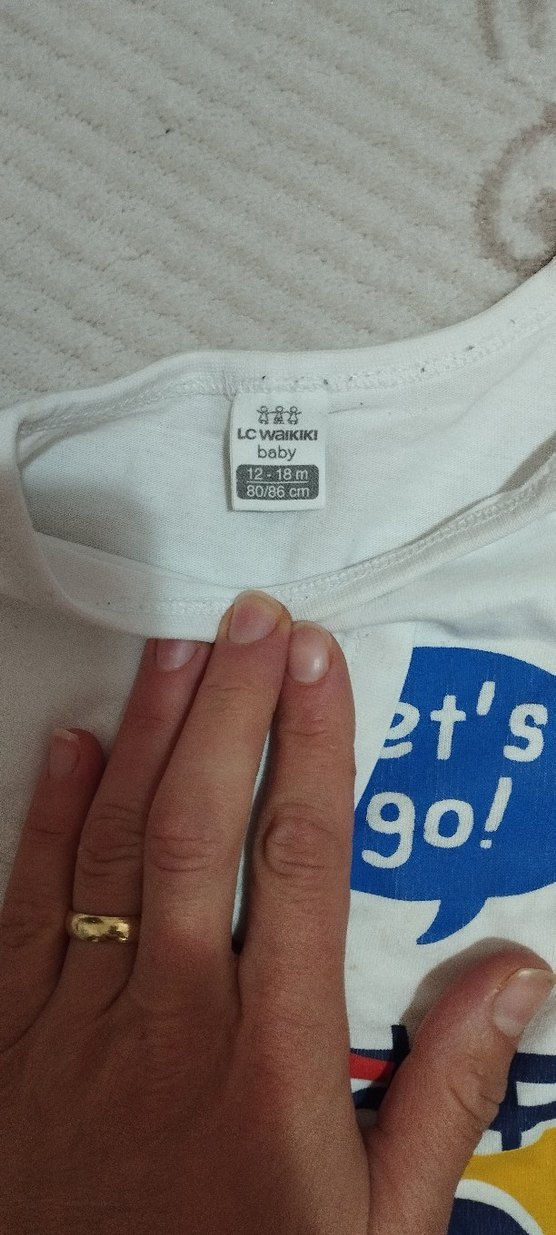 LC WAIKIKI
baby
12 - 18 m
80/86 cm
et's
go!